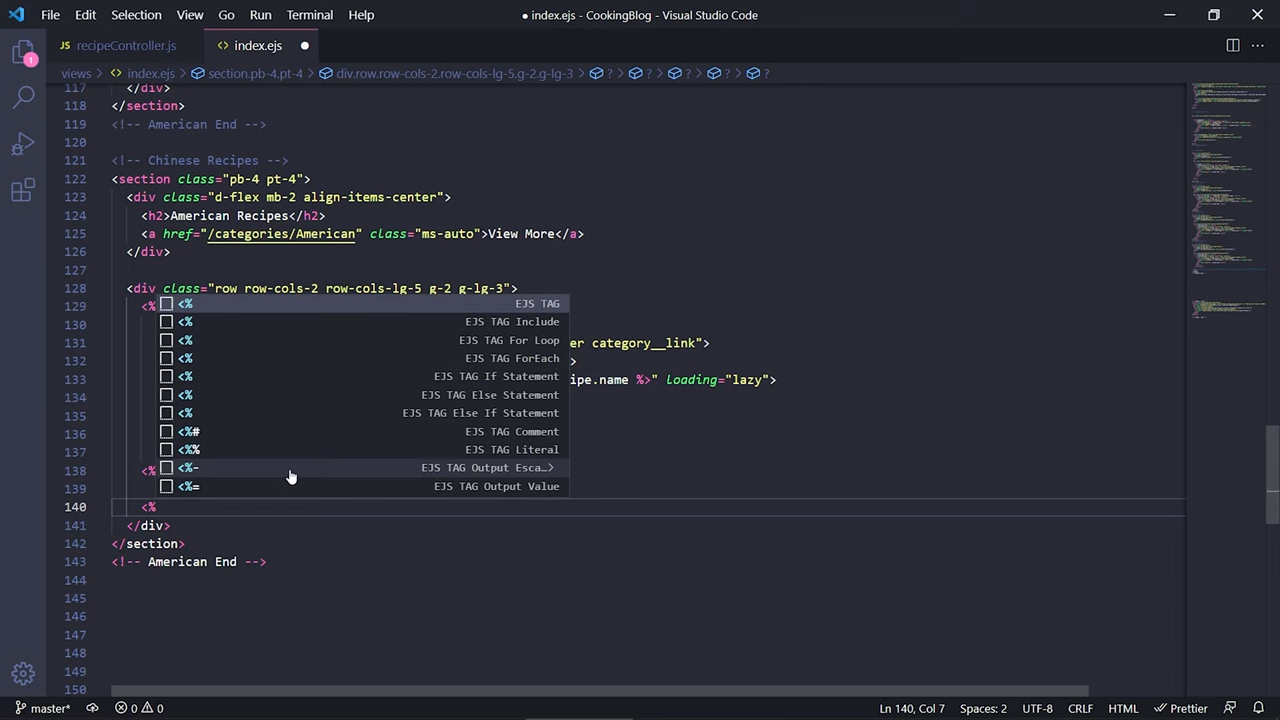 File Edit Selection View Go Run Terminal Help
● index.ejs - CookingBlog - Visual Studio Code
JS recipeController.js
<> index.ejs ●
views > <> index.ejs > section.pb-4.pt-4 > div.row.row-cols-2.row-cols-lg-5.g-2.g-lg-3 > ? > ? > ? > ? > ?
1
117 </div>
118 </section>
119 <!-- American End -->
120
121 <!-- Chinese Recipes -->
122 <section class="pb-4 pt-4">
123 <div class="d-flex mb-2 align-items-center">
124 <h2>American Recipes</h2>
125 <a href="/categories/American" class="ms-auto">View More</a>
126 </div>
127
128 <div class="row row-cols-2 row-cols-lg-5 g-2 g-lg-3">
129 <%
<% EJS TAG
<% EJS TAG Include
130
<% EJS TAG For Loop
131 er category__link">
<% EJS TAG ForEach
132 >
<% EJS TAG If Statement
133 ipe.name %>" loading="lazy">
<% EJS TAG Else Statement
134
<% EJS TAG Else If Statement
135
<%# EJS TAG Comment
136
<%% EJS TAG Literal
137
<%- EJS TAG Output Esca…>
138 <%
<%= EJS TAG Output Value
139
140 <%
141 </div>
142 </section>
143 <!-- American End -->
144
145
146
147
148
149
150
master* 0 0 Ln 140, Col 7 Spaces: 2 UTF-8 CRLF HTML Prettier